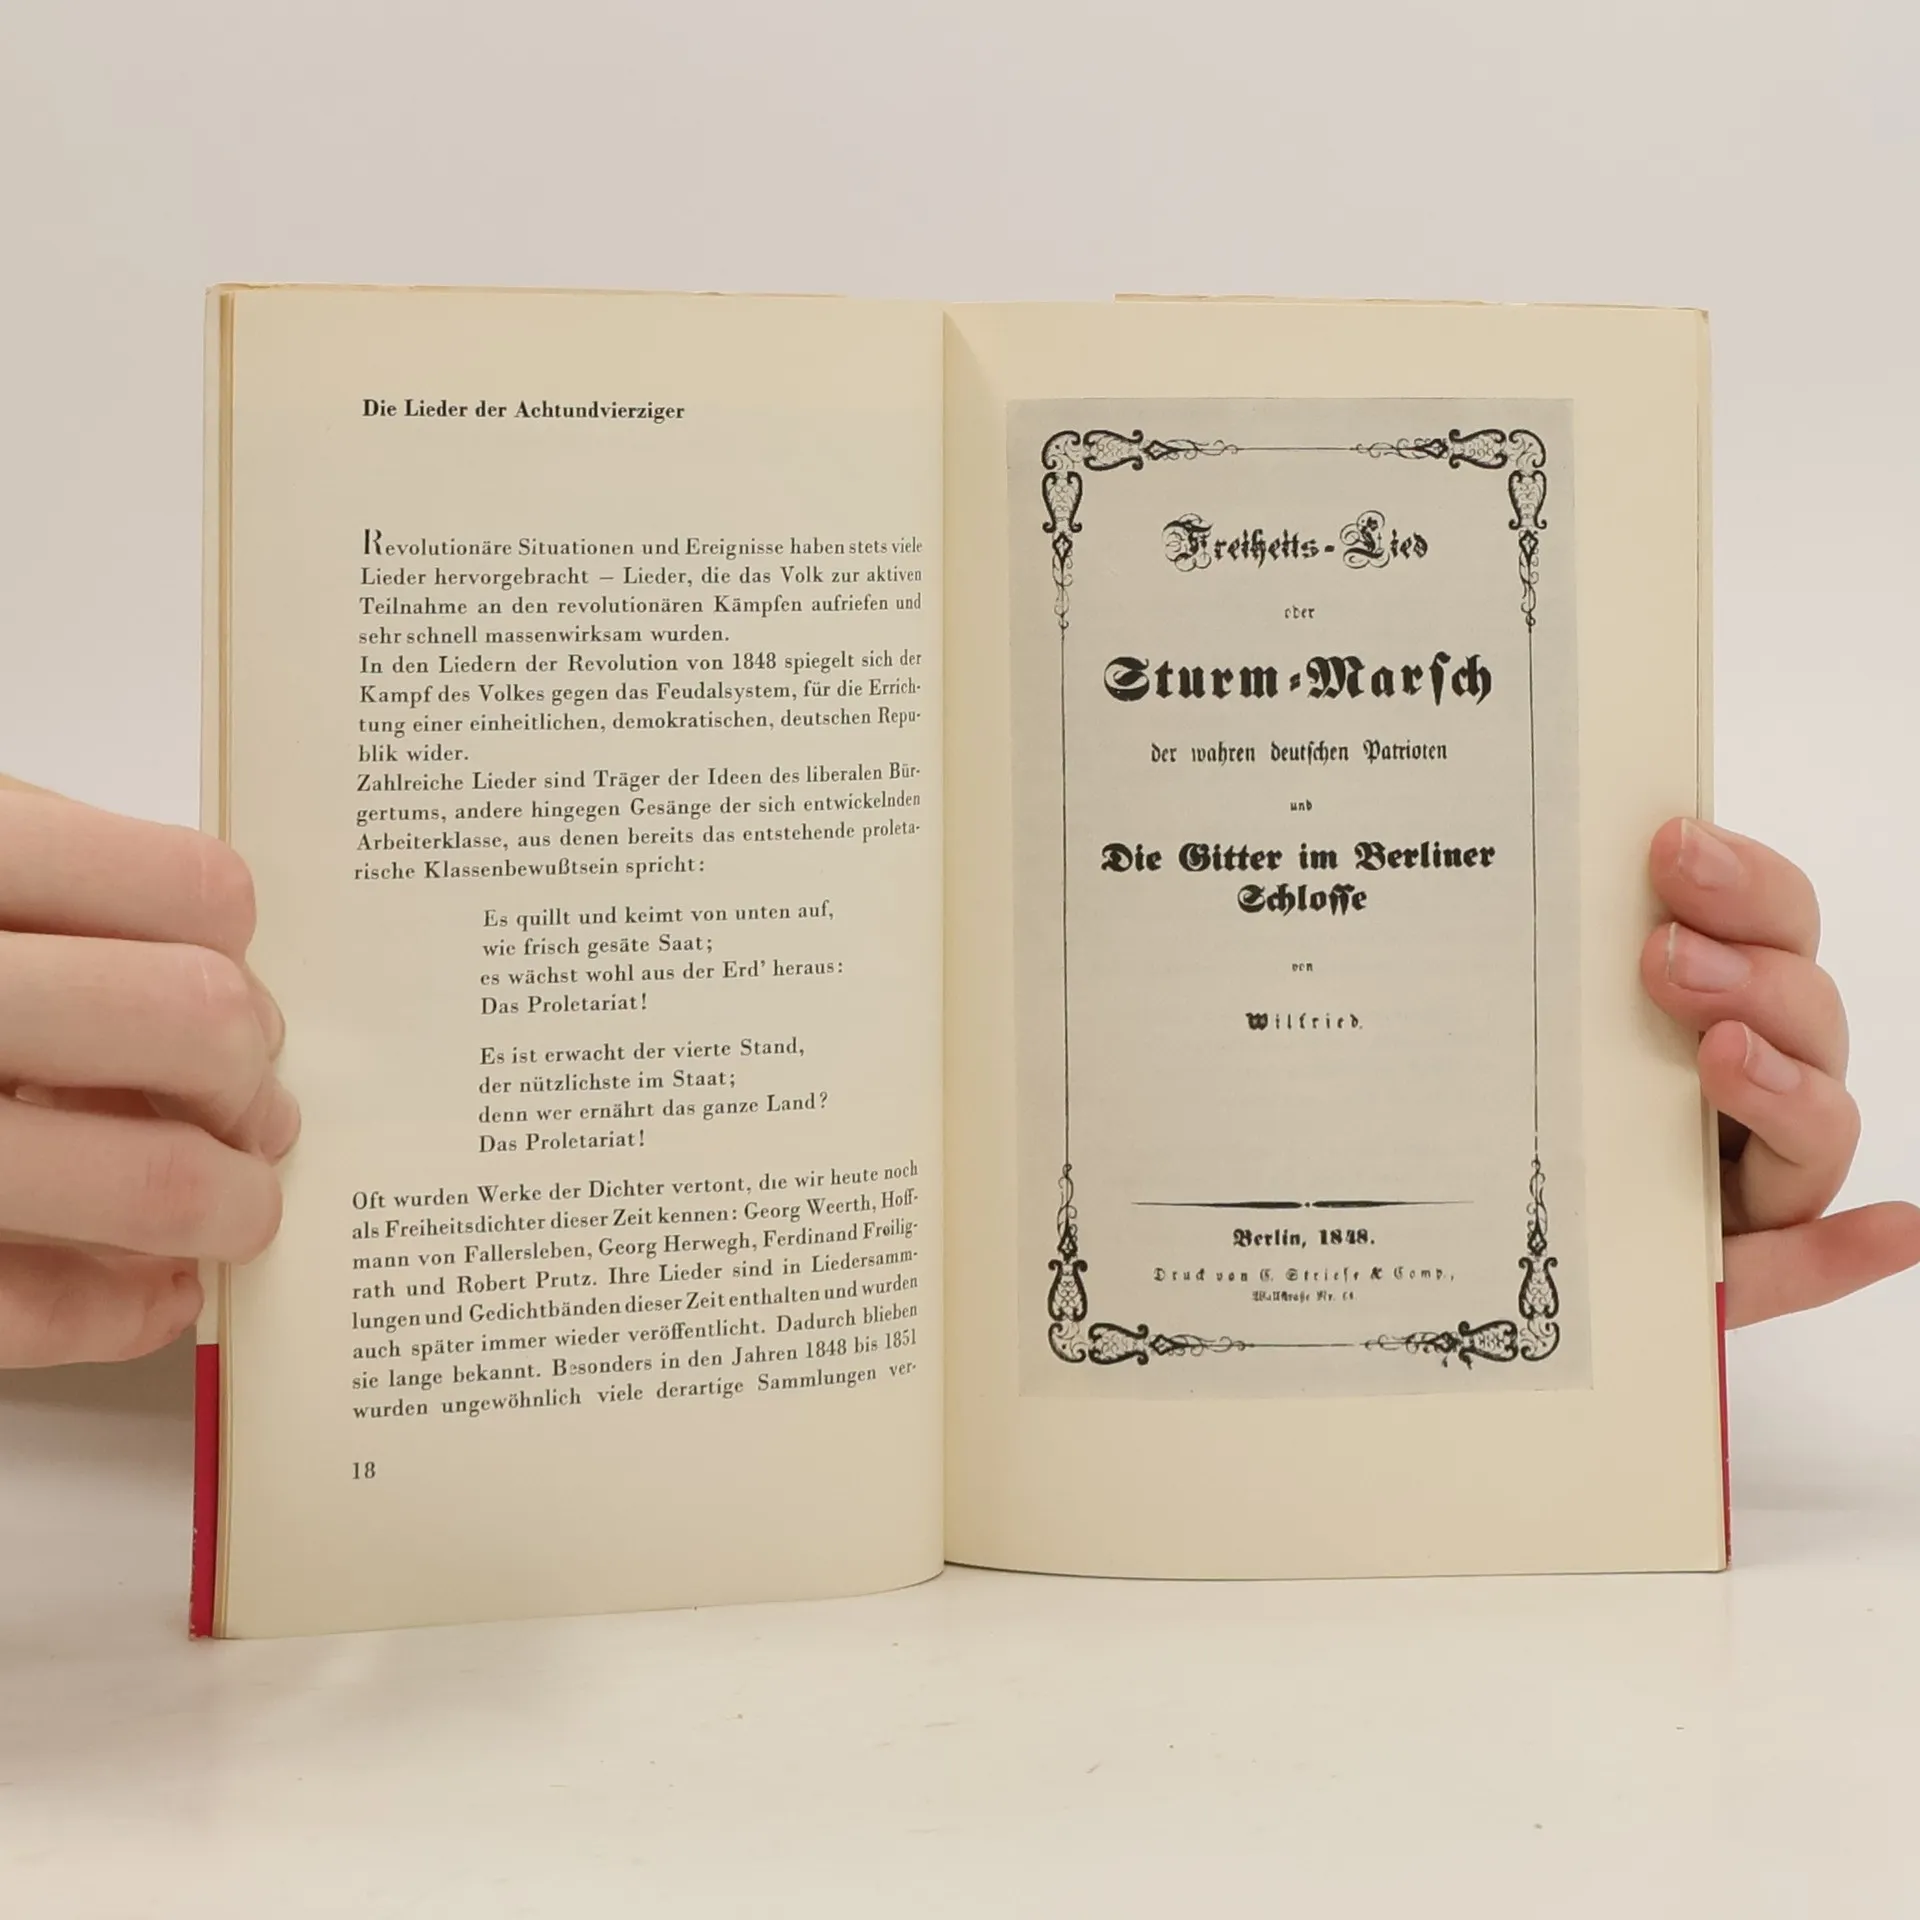 Die Lieder der Achtundvierziger
Revolutionäre Situationen und Ereignisse haben stets viele
Lieder hervorgebracht – Lieder, die das Volk zur aktiven
Teilnahme an den revolutionären Kämpfen aufriefen und
sehr schnell massenwirksam wurden.
In den Liedern der Revolution von 1848 spiegelt sich der
Kampf des Volkes gegen das Feudalsystem, für die Errich-
tung einer einheitlichen, demokratischen, deutschen Repu-
blik wider.
Zahlreiche Lieder sind Träger der Ideen des liberalen Bür-
gertums, andere hingegen Gesänge der sich entwickelnden
Arbeiterklasse, aus denen bereits das entstehende proleta-
rische Klassenbewußtsein spricht:
Es quillt und keimt von unten auf,
wie frisch gesäte Saat;
es wächst wohl aus der Erd’ heraus:
Das Proletariat!
Es ist erwacht der vierte Stand,
der nützlichste im Staat;
denn wer ernährt das ganze Land?
Das Proletariat!
Oft wurden Werke der Dichter vertont, die wir heute noch
als Freiheitsdichter dieser Zeit kennen: Georg Weerth, Hoff-
mann von Fallersleben, Georg Herwegh, Ferdinand Freilig-
rath und Robert Prutz. Ihre Lieder sind in Liedersamm-
lungen und Gedichtbänden dieser Zeit enthalten und wurden
auch später immer wieder veröffentlicht. Dadurch blieben
sie lange bekannt. Besonders in den Jahren 1848 bis 1851
wurden ungewöhnlich viele derartige Sammlungen ver-
18
Freiheits-Lied
oder
Sturm-Marsch
der wahren deutschen Patrioten
und
Die Gitter im Berliner
Schlosse
von
Wilfried.
Berlin, 1848.
Druck von E. Striese & Comp.,
Wallstraße Nr.